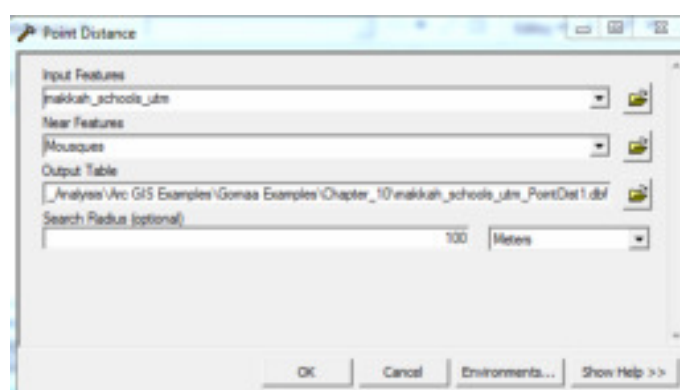 Point Distance
Input Features
makkah_schools_utm
Near Features
Mousques
Output Table
_Analysis\Arc GIS Examples\Gomaa Examples\Chapter_10\makkah_schools_utm_PointDist1.dbf
Search Radius (optional)
100 Meters
OK Cancel Environments... Show Help >>